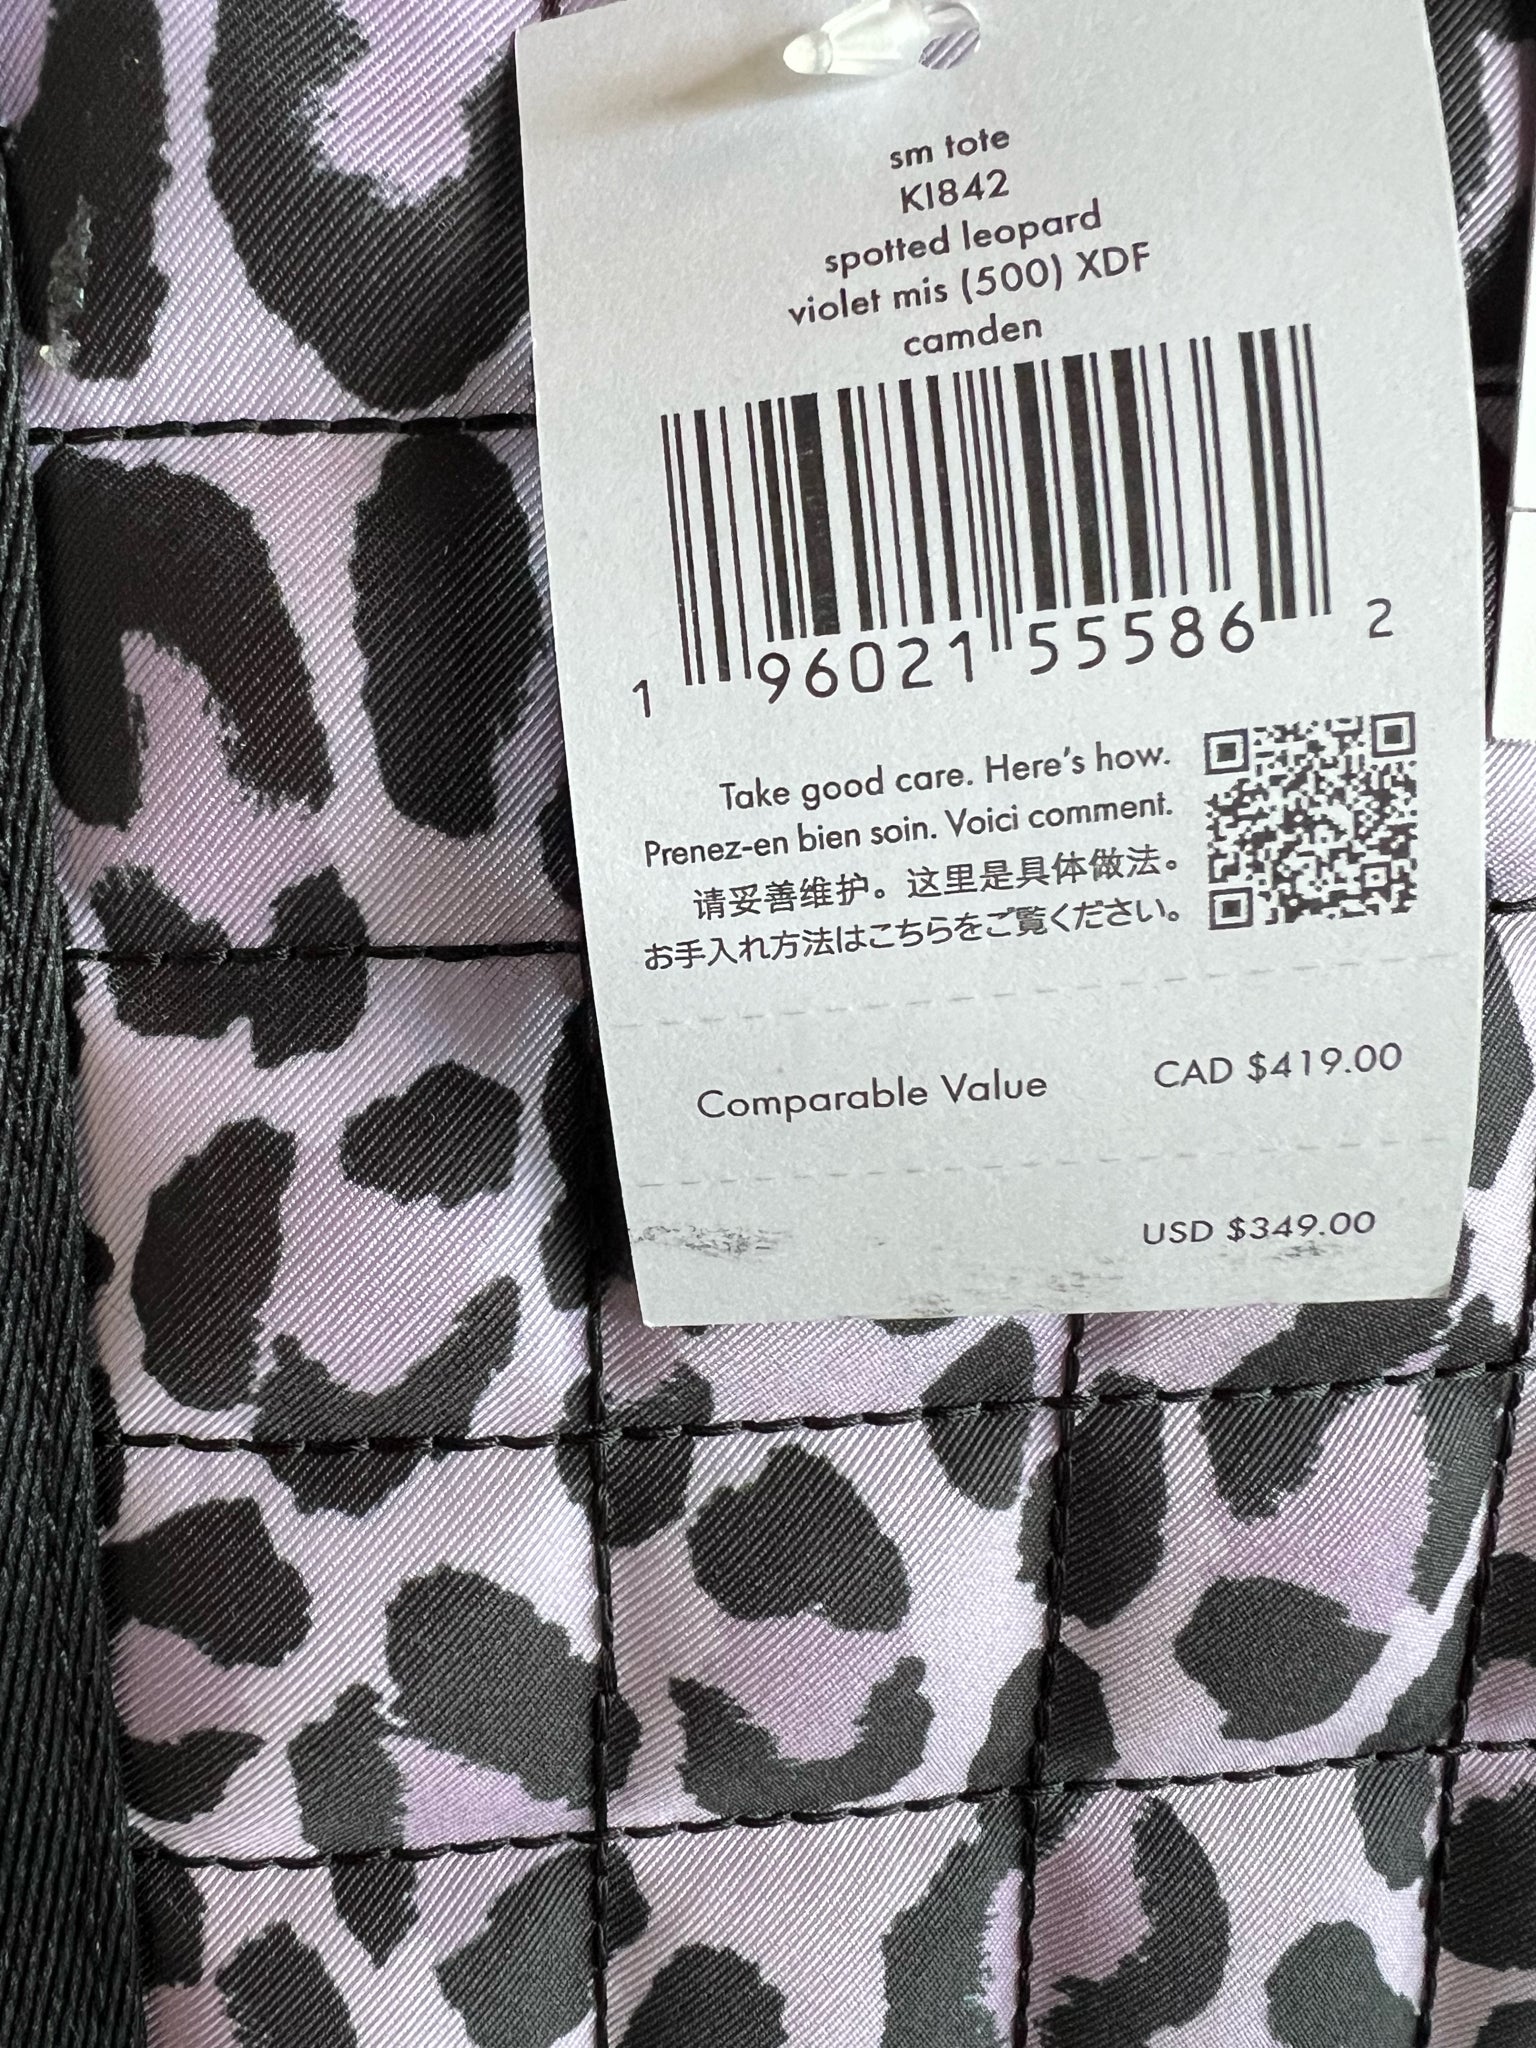 sm tote
KI842
spotted leopard
violet mis (500) XDF
camden
1 96021 55586 2
Take good care. Here's how.
Prenez-en bien soin. Voici comment.
请妥善维护。这里是具体做法。
お手入れ方法はこちらをご覧ください。
Comparable Value CAD $419.00
USD $349.00